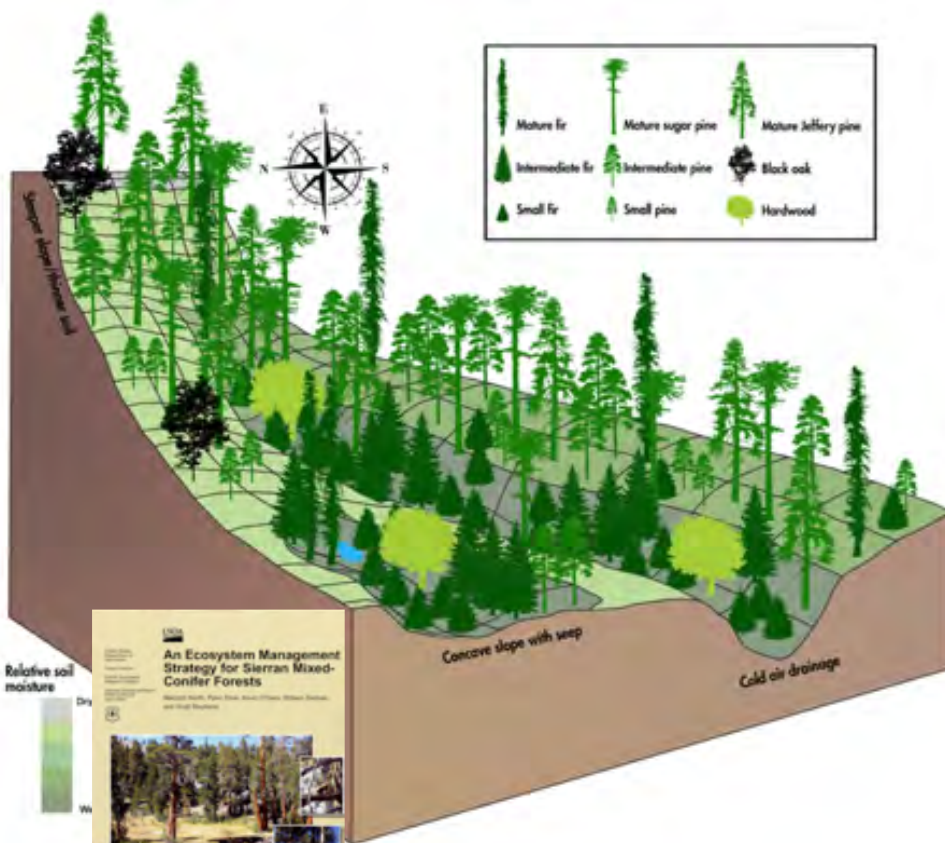 E
N
S
W
Mature fir
Mature sugar pine
Mature Jeffery pine
Intermediate fir
Intermediate pine
Black oak
Small fir
Small pine
Hardwood
Steeper slope/thinner soil
Concave slope with seep
Cold air drainage
Relative soil
moisture
Dry
We
USDA
An Ecosystem Management
Strategy for Sierran Mixed-
Conifer Forests